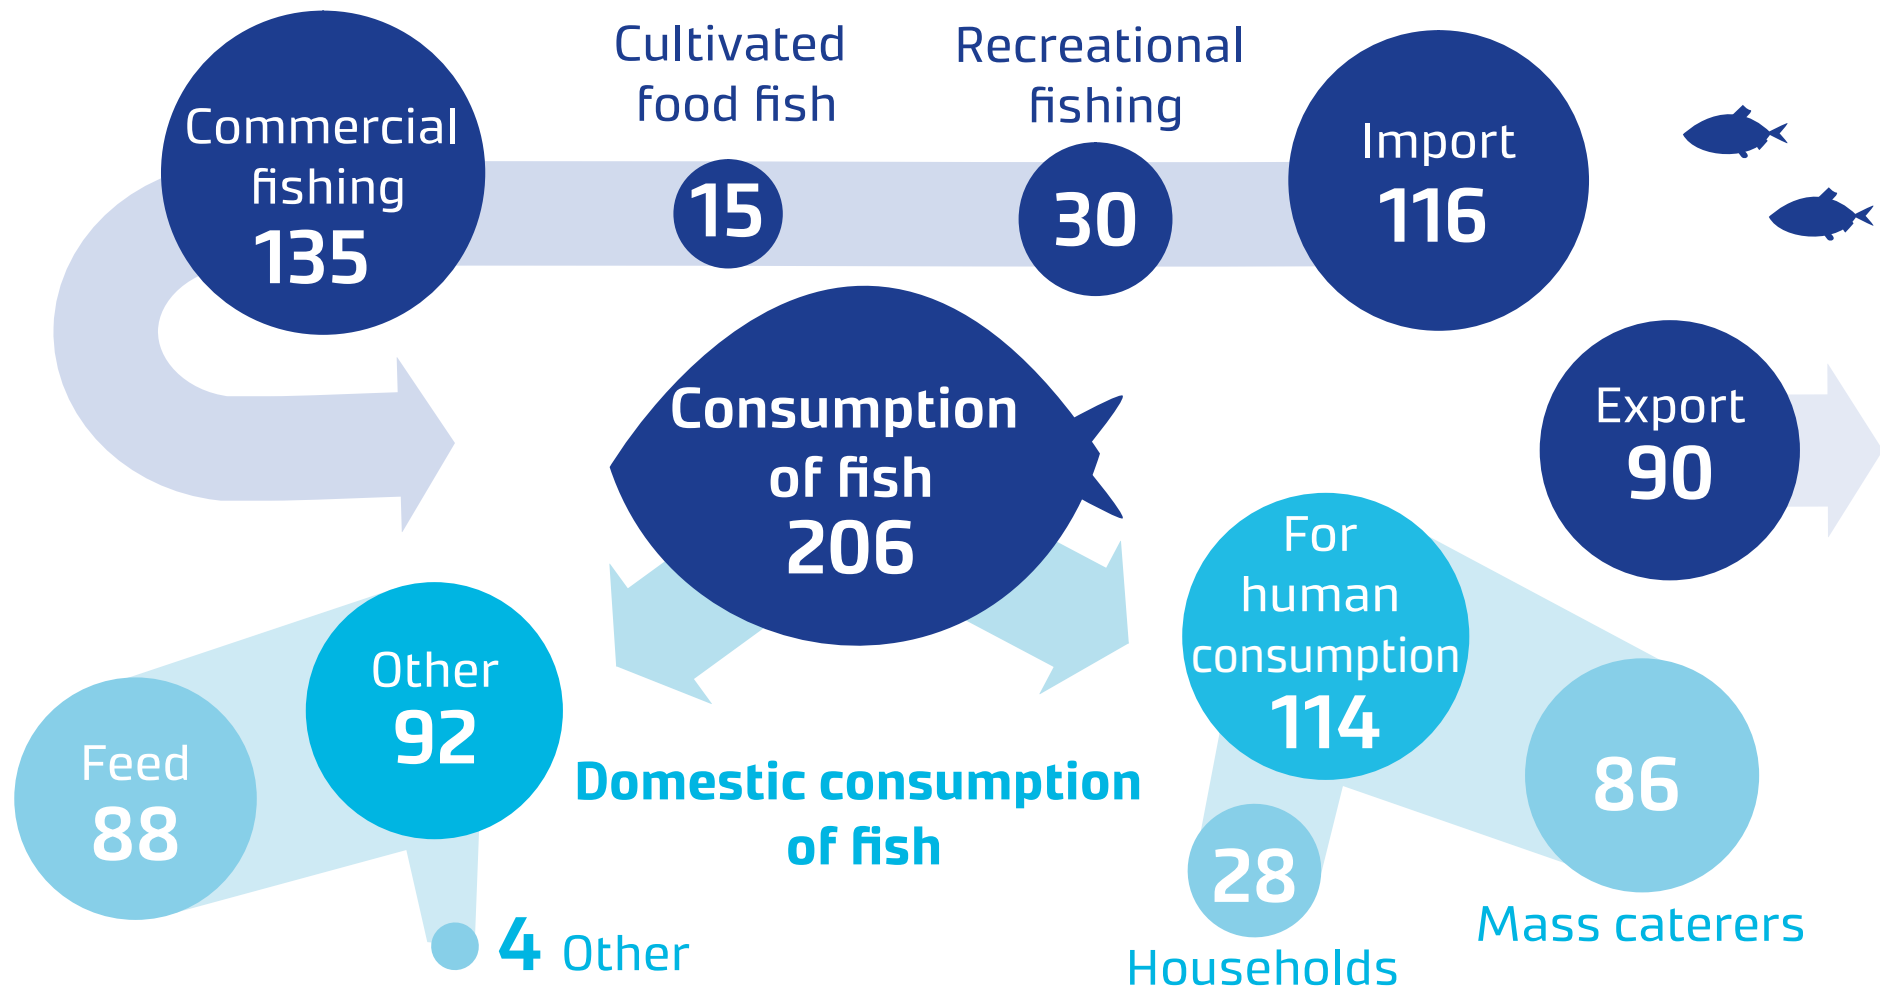 Commercial
fishing
135
Cultivated
food fish
15
Recreational
fishing
30
Import
116
Consumption
of fish
206
Export
90
For
human
consumption
114
Other
92
Feed
88
Domestic consumption
of fish
86
Mass caterers
28
Households
4 Other